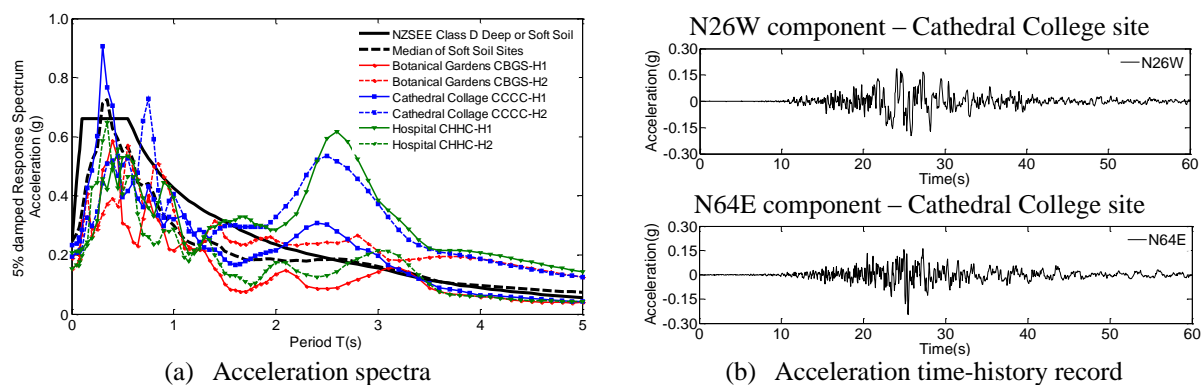 5% damped Response Spectrum
Acceleration (g)
1.0
0.8
0.6
0.4
0.2
0.0
0
1
2
3
4
5
Period T(s)
NZSEE Class D Deep or Soft Soil
Median of Soft Soil Sites
Botanical Gardens CBGS-H1
Botanical Gardens CBGS-H2
Cathedral Collage CCCC-H1
Cathedral Collage CCCC-H2
Hospital CHHC-H1
Hospital CHHC-H2
(a) Acceleration spectra
N26W component – Cathedral College site
Acceleration(g)
0.30
0.15
0
-0.15
-0.30
N26W
0 10 20 30 40 50 60
Time(s)
N64E component – Cathedral College site
Acceleration(g)
0.30
0.15
0
-0.15
-0.30
N64E
0 10 20 30 40 50 60
Time(s)
(b) Acceleration time-history record